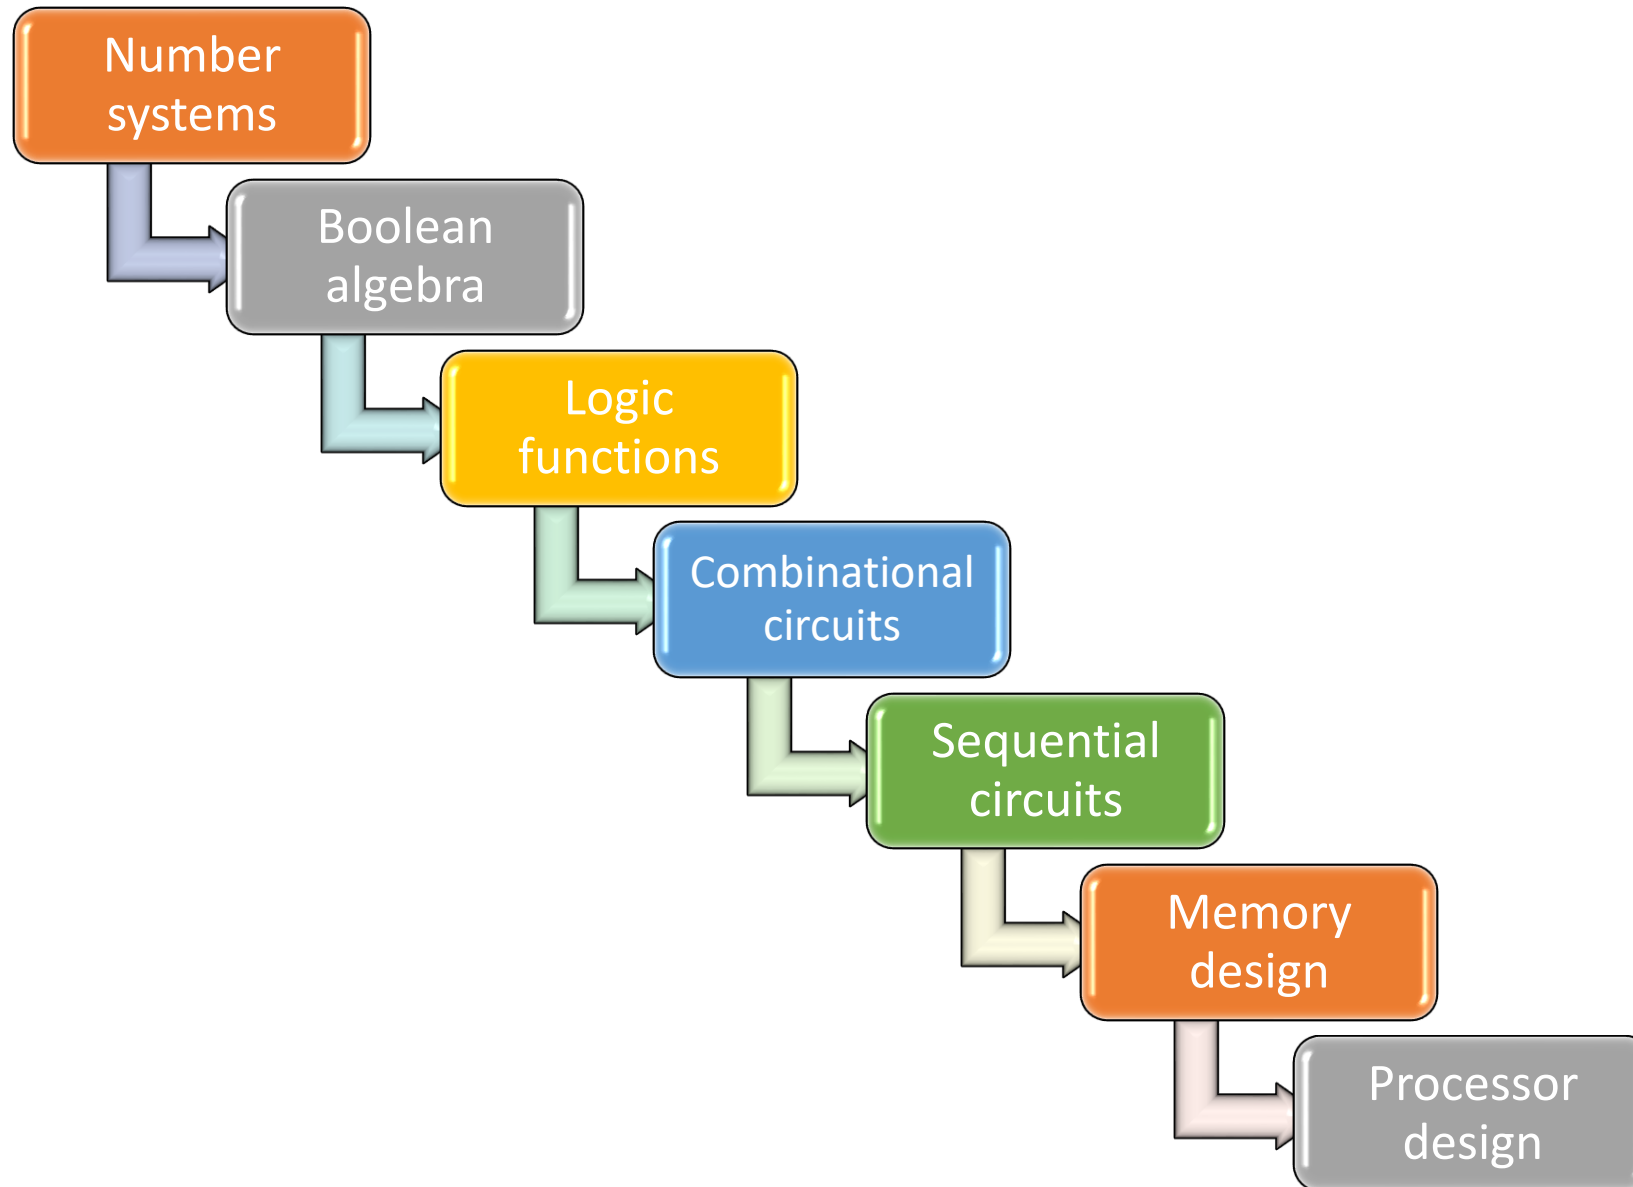 Number
systems
Boolean
algebra
Logic
functions
Combinational
circuits
Sequential
circuits
Memory
design
Processor
design